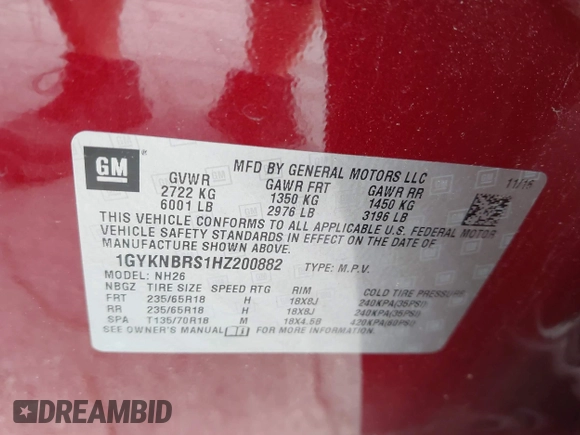 GM
MFD BY GENERAL MOTORS LLC
11/16
GVWR GAWR FRT GAWR RR
2722 KG 1350 KG 1450 KG
6001 LB 2976 LB 3196 LB
THIS VEHICLE CONFORMS TO ALL APPLICABLE U.S. FEDERAL MOTOR
VEHICLE SAFETY STANDARDS IN EFFECT ON THE DATE OF
MANUFACTURE SHOWN ABOVE.
1GYKNBRS1HZ200882 TYPE: M.P.V.
MODEL: NH26
NBGZ TIRE SIZE SPEED RTG RIM COLD TIRE PRESSURE
FRT 235/65R18 H 18X8J 240KPA(35PSI)
RR 235/65R18 H 18X8J 240KPA(35PSI)
SPA T135/70R18 M 18X4.5B 420KPA(60PSI)
SEE OWNER'S MANUAL FOR MORE INFORMATION
DREAMBID